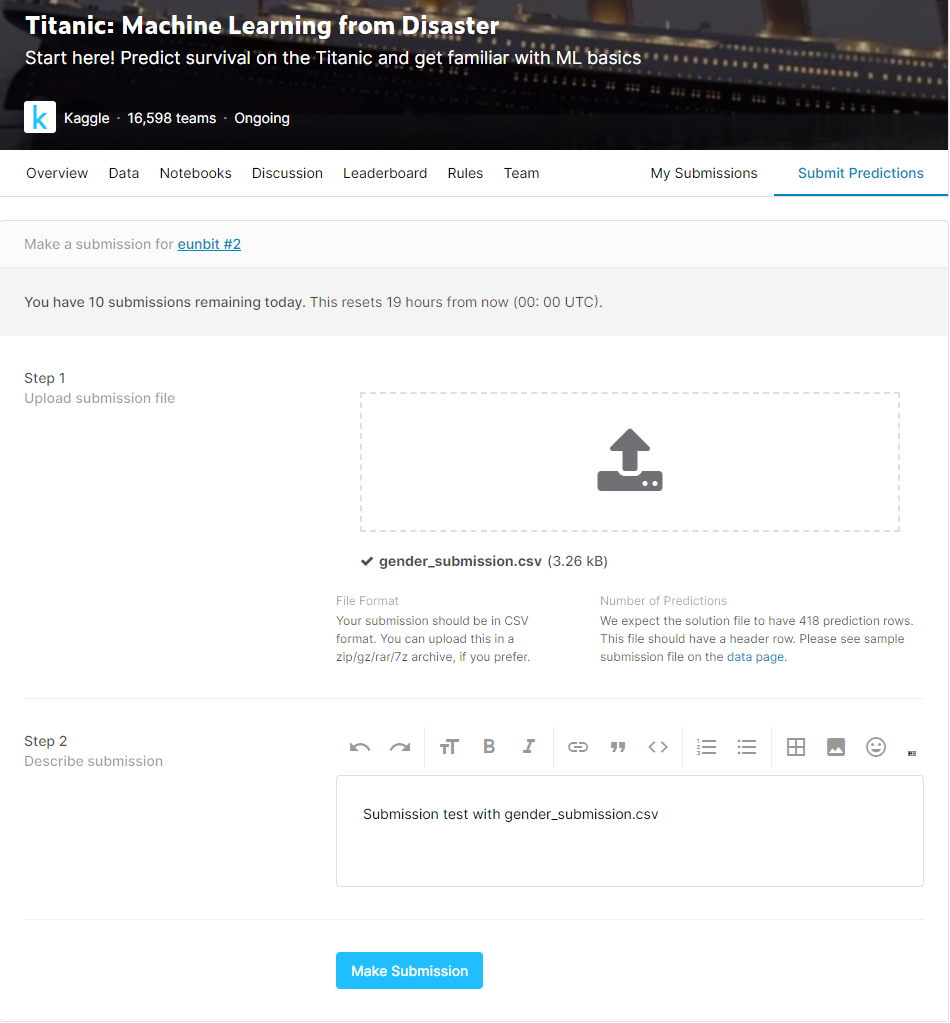 Titanic: Machine Learning from Disaster
Start here! Predict survival on the Titanic and get familiar with ML basics
k Kaggle · 16,598 teams · Ongoing
Overview Data Notebooks Discussion Leaderboard Rules Team My Submissions Submit Predictions
Make a submission for eunbit #2
You have 10 submissions remaining today. This resets 19 hours from now (00: 00 UTC).
Step 1
Upload submission file
gender_submission.csv (3.26 kB)
File Format
Your submission should be in CSV
format. You can upload this in a
zip/gz/rar/7z archive, if you prefer.
Number of Predictions
We expect the solution file to have 418 prediction rows.
This file should have a header row. Please see sample
submission file on the data page.
Step 2
Describe submission
Submission test with gender_submission.csv
Make Submission